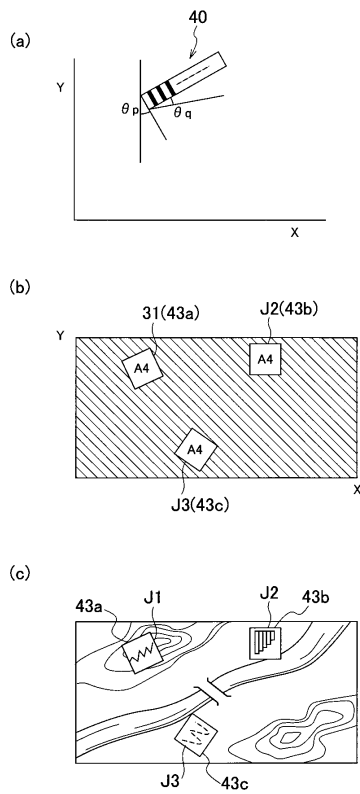 (a)
40
Y
θp
θq
X
(b)
31(43a) J2(43b)
Y
A4 A4
A4
X
J3(43c)
(c)
43a J1 J2 43b
J3 43c